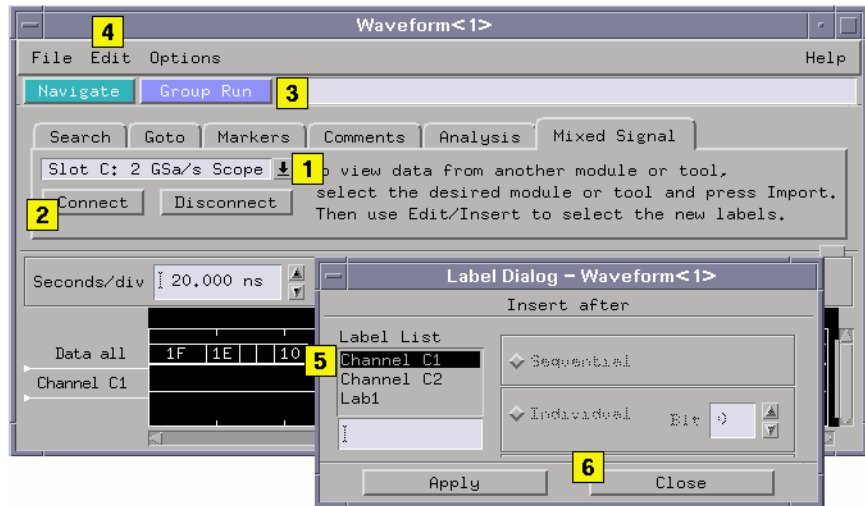 Waveform<1>
4
File Edit Options Help
Navigate Group Run 3
Search Goto Markers Comments Analysis Mixed Signal
Slot C: 2 GSa/s Scope 1 o view data from another module or tool,
select the desired module or tool and press Import.
2 Connect Disconnect
Then use Edit/Insert to select the new labels.
Seconds/div 20.000 ns
Label Dialog – Waveform<1>
Insert after
Label List
Data all 1F 1E 10
5 Channel C1 Sequential
Channel C1
Channel C2
Lab1
Individual Bit 0
6
Apply Close